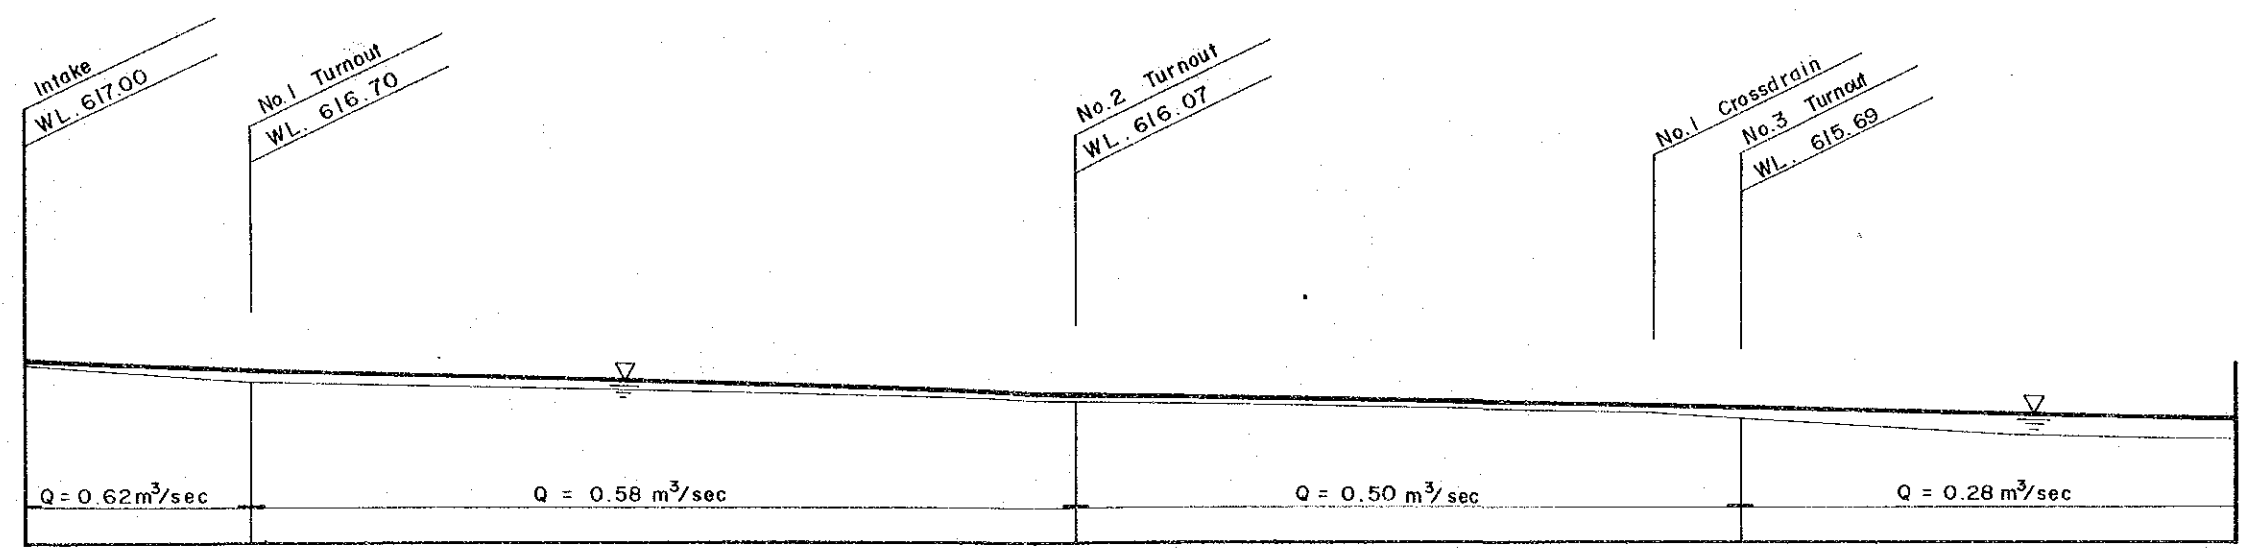 Intake
WL. 617.00
No.1 Turnout
WL. 616.70
No.2 Turnout
WL. 616.07
No.1 Crossdrain
No.3 Turnout
WL. 615.69
Q = 0.62 m³/sec
Q = 0.58 m³/sec
Q = 0.50 m³/sec
Q = 0.28 m³/sec